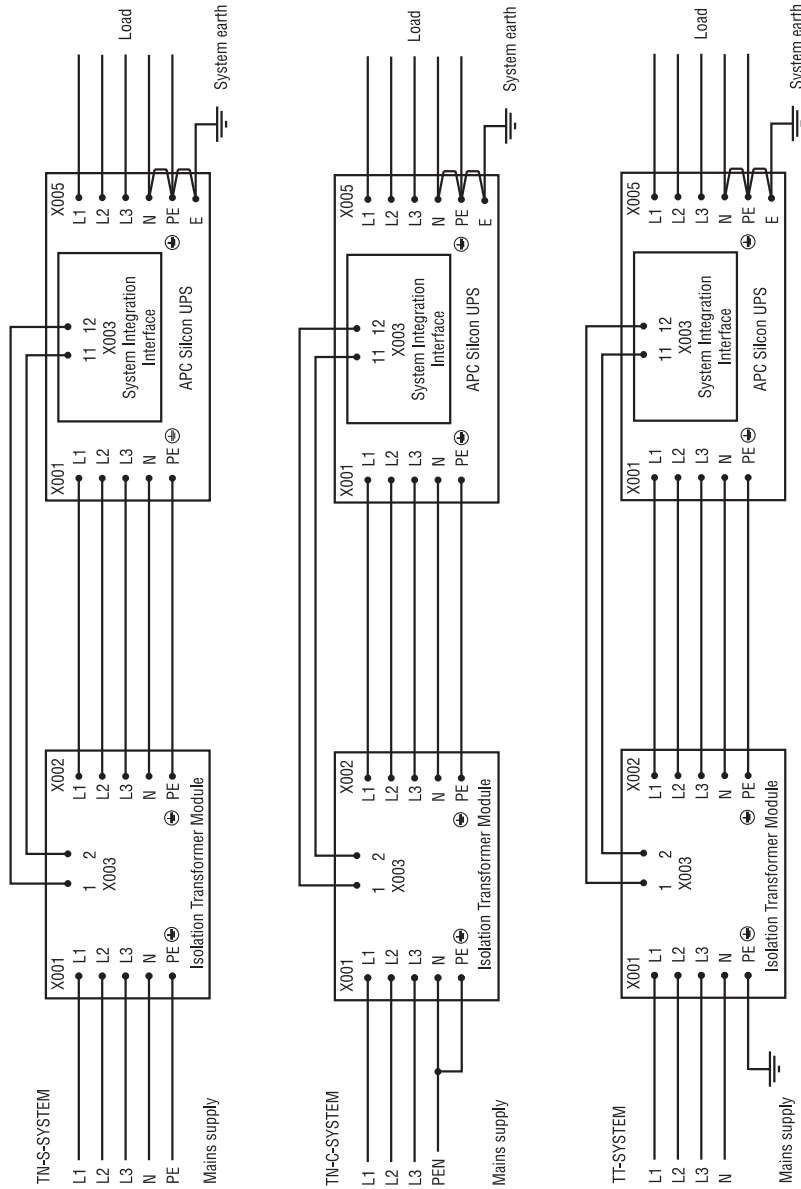 TN-S-SYSTEM
X001 X002 X001 X005
L1 L1 L1 L1 L1
1 2 11 12
L2 L2 L2 L2 L2
X003 X003
L3 L3 L3 L3 L3 Load
System Integration
N N N N N
Interface
PE PE PE PE PE
APC Silcon UPS
E
Isolation Transformer Module
Mains supply
System earth
TN-C-SYSTEM
X001 X002 X001 X005
L1 L1 L1 L1 L1
1 2 11 12
L2 L2 L2 L2 L2
X003 X003
L3 L3 L3 L3 L3 Load
System Integration
PEN N N N N
Interface
PE PE PE PE
APC Silcon UPS
E
Isolation Transformer Module
Mains supply
System earth
TT-SYSTEM
X001 X002 X001 X005
L1 L1 L1 L1 L1
1 2 11 12
L2 L2 L2 L2 L2
X003 X003
L3 L3 L3 L3 L3 Load
System Integration
N N N N N
Interface
PE PE PE PE
APC Silcon UPS
E
Isolation Transformer Module
Mains supply
System earth